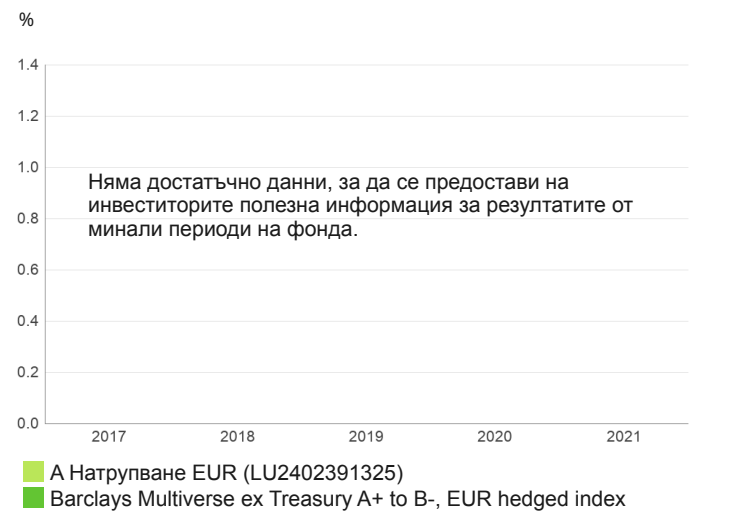 %
1.4
1.2
1.0
Няма достатъчно данни, за да се предостави на
инвеститорите полезна информация за резултатите от
0.8
минали периоди на фонда.
0.6
0.4
0.2
0.0
2017 2018 2019 2020 2021
А Натрупване EUR (LU2402391325)
Barclays Multiverse ex Treasury A+ to B-, EUR hedged index